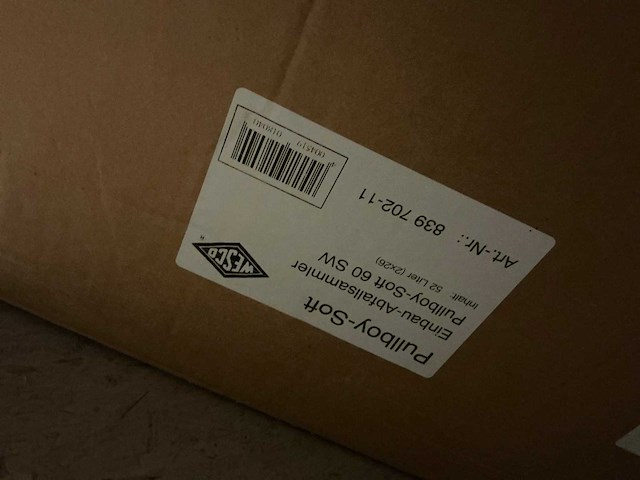 Pullboy-Soft
Einbau-Abfallsammler
Pullboy-Soft 60 SW
Inhalt: 52 Liter (2x26)
WESCO
Art.-Nr.: 839 702-11